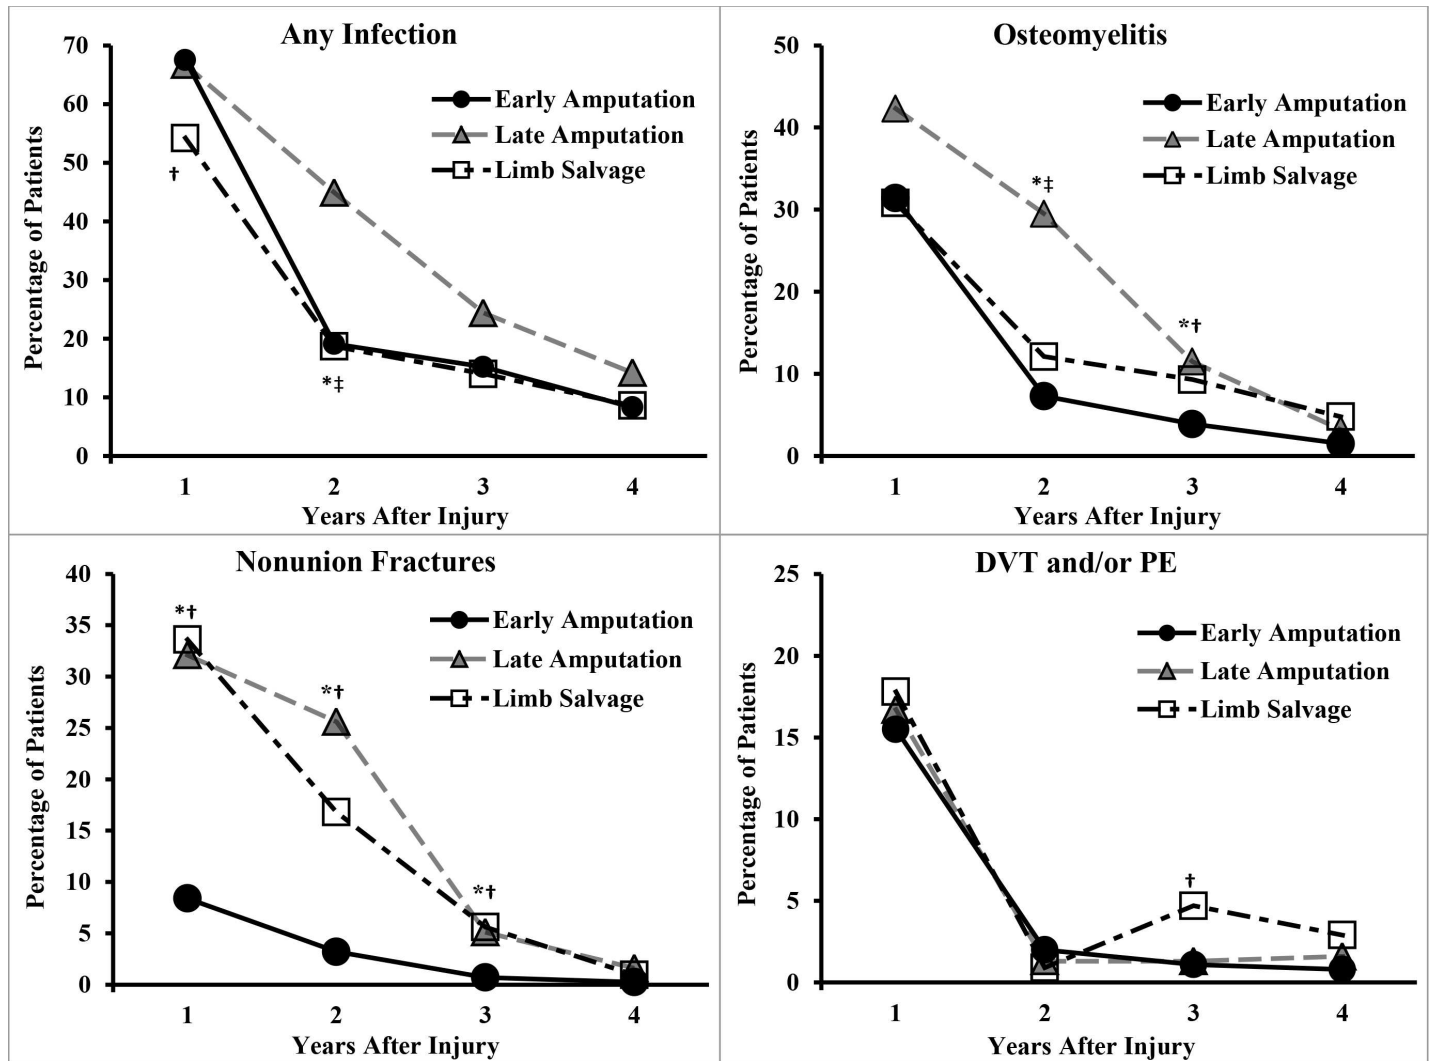 Any Infection
70
60
50
40
30
20
10
0
Percentage of Patients
Early Amputation
Late Amputation
Limb Salvage
†
*‡
1 2 3 4
Years After Injury
Osteomyelitis
50
40
30
20
10
0
Percentage of Patients
Early Amputation
Late Amputation
Limb Salvage
*‡
*†
1 2 3 4
Years After Injury
Nonunion Fractures
40
35
30
25
20
15
10
5
0
Percentage of Patients
Early Amputation
Late Amputation
Limb Salvage
*†
*†
*†
1 2 3 4
Years After Injury
DVT and/or PE
25
20
15
10
5
0
Percentage of Patients
Early Amputation
Late Amputation
Limb Salvage
†
1 2 3 4
Years After Injury